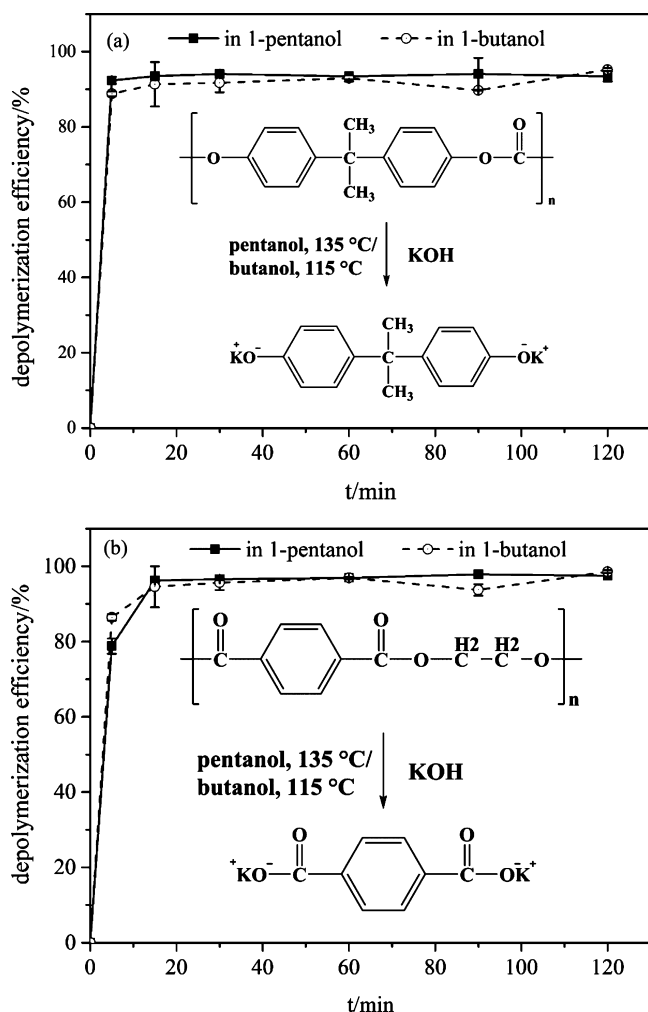 (a) in 1-pentanol in 1-butanol
100
80
60
40
20
0
depolymerization efficiency/%
CH₃
O
O C O C
CH₃
n
pentanol, 135 °C/
butanol, 115 °C
KOH
CH₃
⁺KO⁻ C ⁻OK⁺
CH₃
0 20 40 60 80 100 120
t/min
(b) in 1-pentanol in 1-butanol
100
80
60
40
20
0
depolymerization efficiency/%
O O H2 H2
C C O C C O
n
pentanol, 135 °C/
butanol, 115 °C
KOH
O O
⁺KO⁻ C C OK⁻⁺
0 20 40 60 80 100 120
t/min